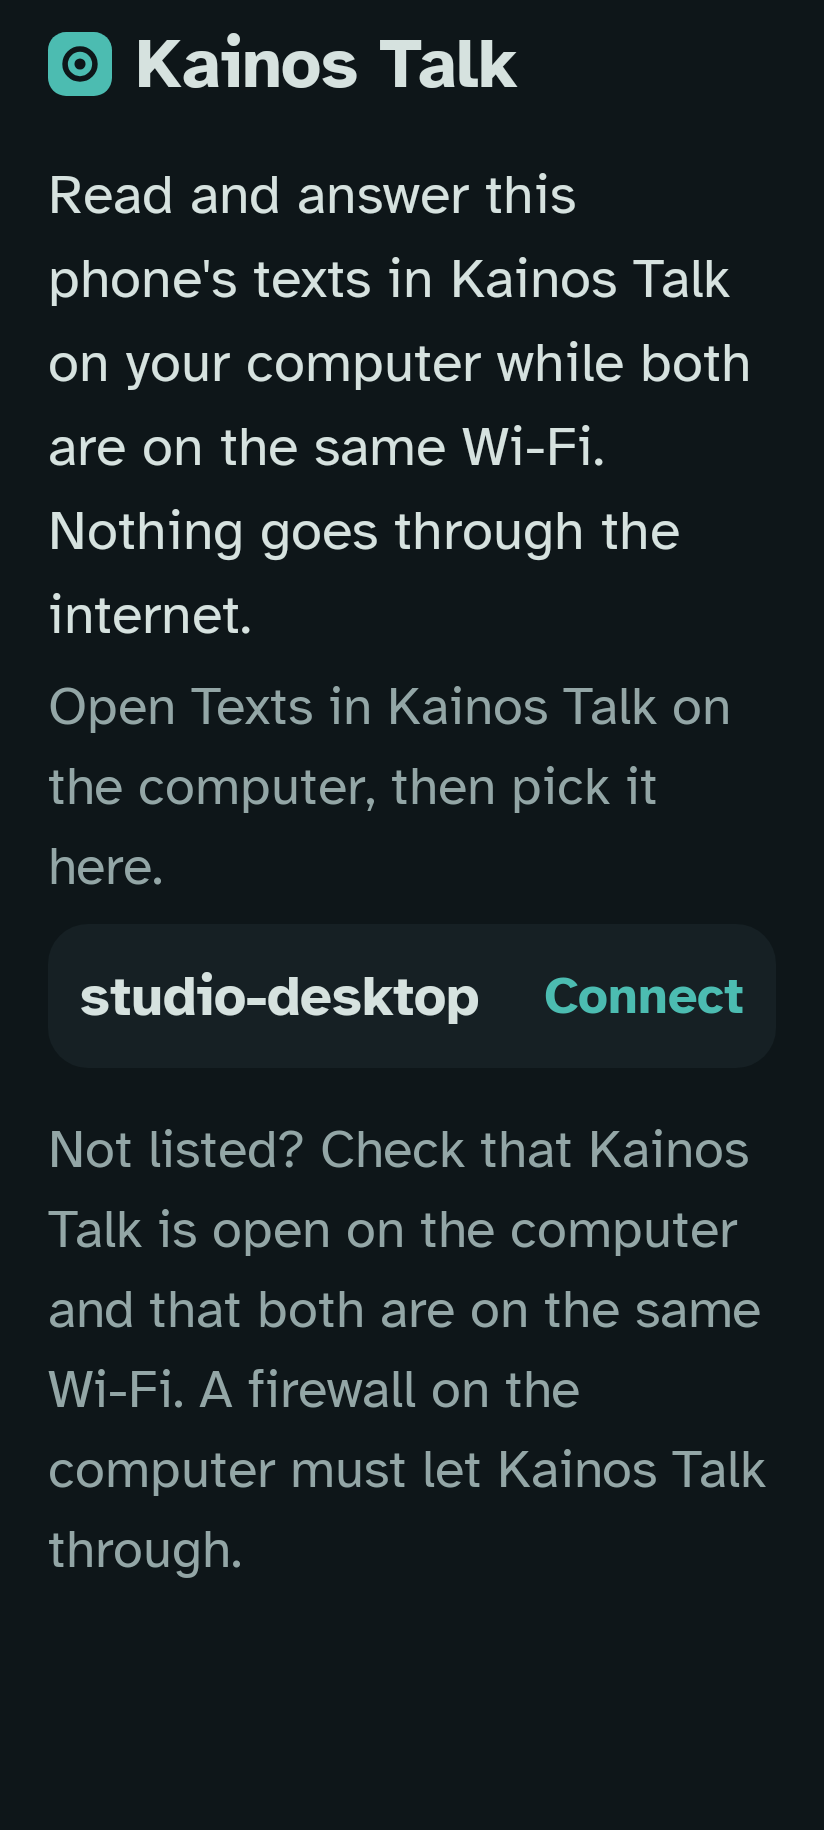 Kainos Talk
Read and answer this
phone's texts in Kainos Talk
on your computer while both
are on the same Wi-Fi.
Nothing goes through the
internet.
Open Texts in Kainos Talk on
the computer, then pick it
here.
studio-desktop Connect
Not listed? Check that Kainos
Talk is open on the computer
and that both are on the same
Wi-Fi. A firewall on the
computer must let Kainos Talk
through.